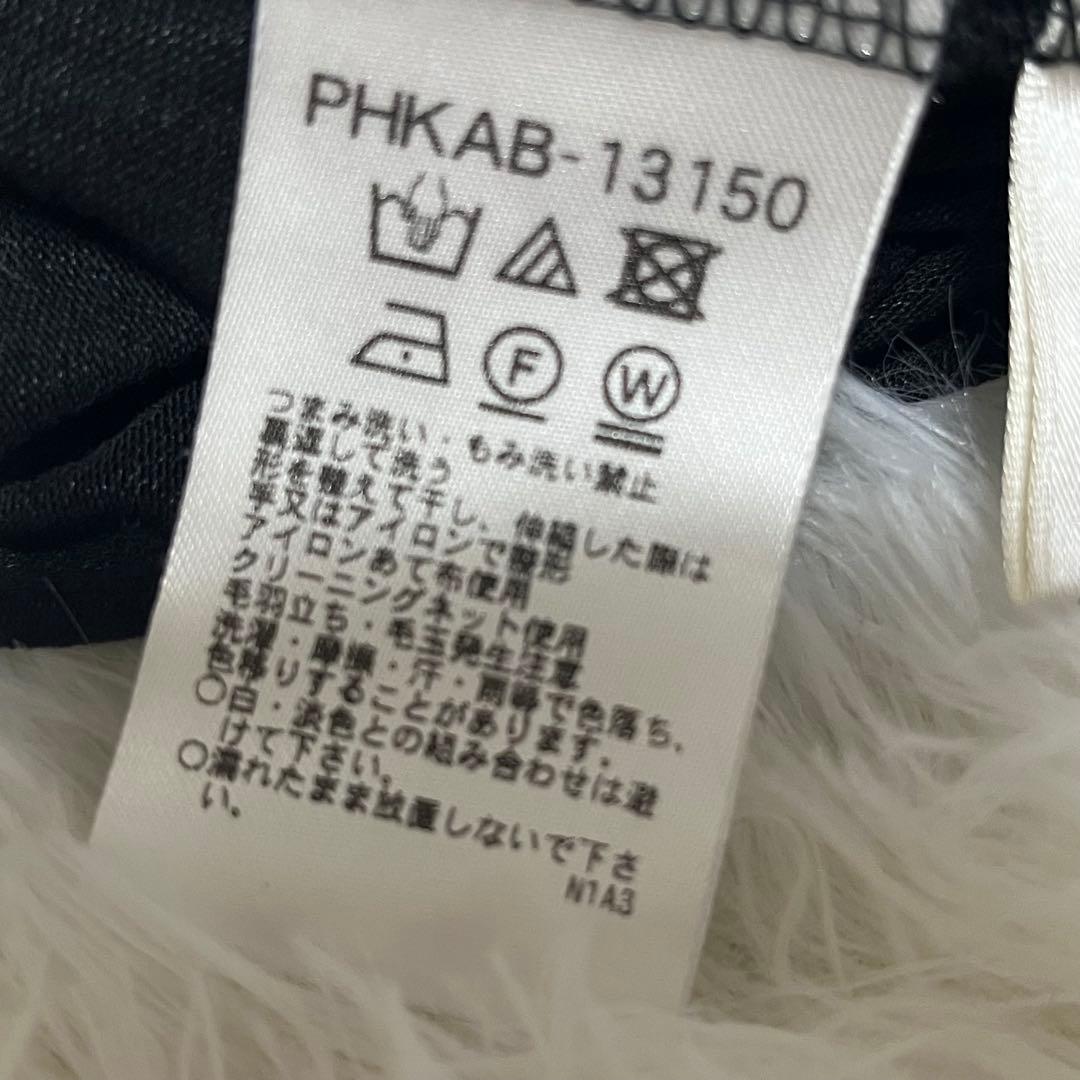 PHKAB-13150
F W
つまみ洗い・もみ洗い禁止
裏返して洗う
形を整えて干し、伸縮した際は
手又はアイロンで整形
アイロンあて布使用
クリーニングネット使用
毛羽立ち・毛玉発生注意
洗濯・摩擦・汗・雨等で色落ち、
色移りすることがあります。
○白・淡色との組み合わせは避
けて下さい。
○濡れたまま放置しないで下さ
い。
N1A3